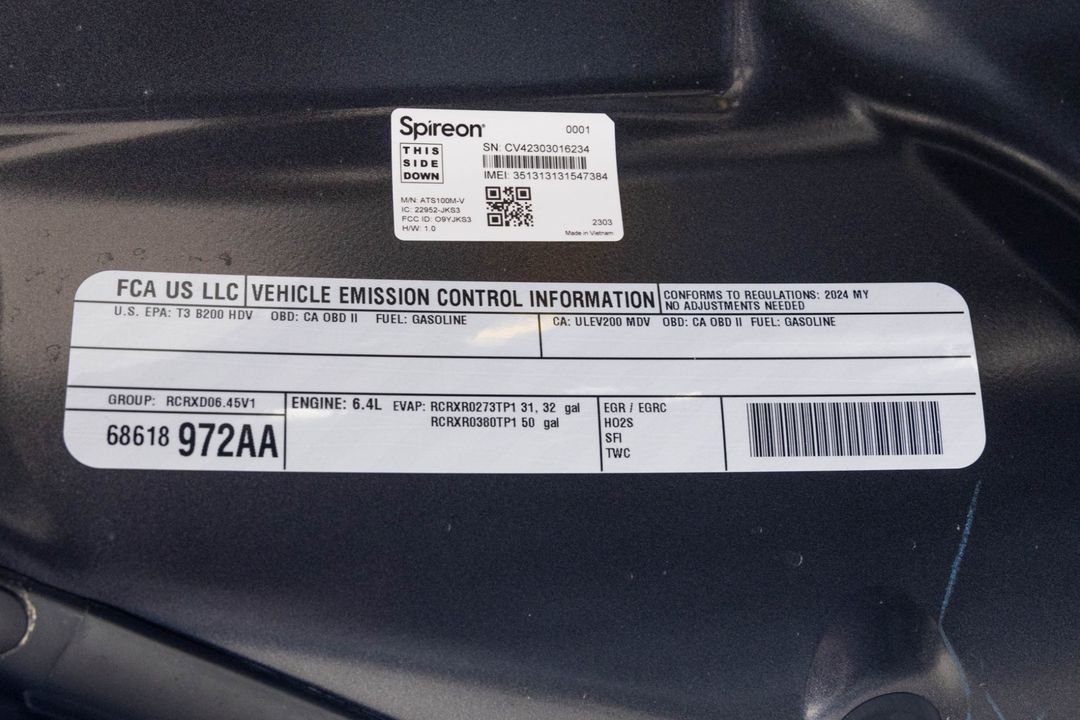 Spireon®
0001
THIS
SIDE
DOWN
SN: CV42303016234
IMEI: 351313131547384
M/N: ATS100M-V
IC: 22952-JKS3
FCC ID: O9YJKS3
H/W: 1.0
2303
Made in Vietnam
FCA US LLC VEHICLE EMISSION CONTROL INFORMATION
CONFORMS TO REGULATIONS: 2024 MY
NO ADJUSTMENTS NEEDED
U.S. EPA: T3 B200 HDV OBD: CA OBD II FUEL: GASOLINE
CA: ULEV200 MDV OBD: CA OBD II FUEL: GASOLINE
GROUP: RCRXD06.45V1
68618 972AA
ENGINE: 6.4L EVAP: RCRXR0273TP1 31, 32 gal
RCRXR0380TP1 50 gal
EGR / EGRC
HO2S
SFI
TWC